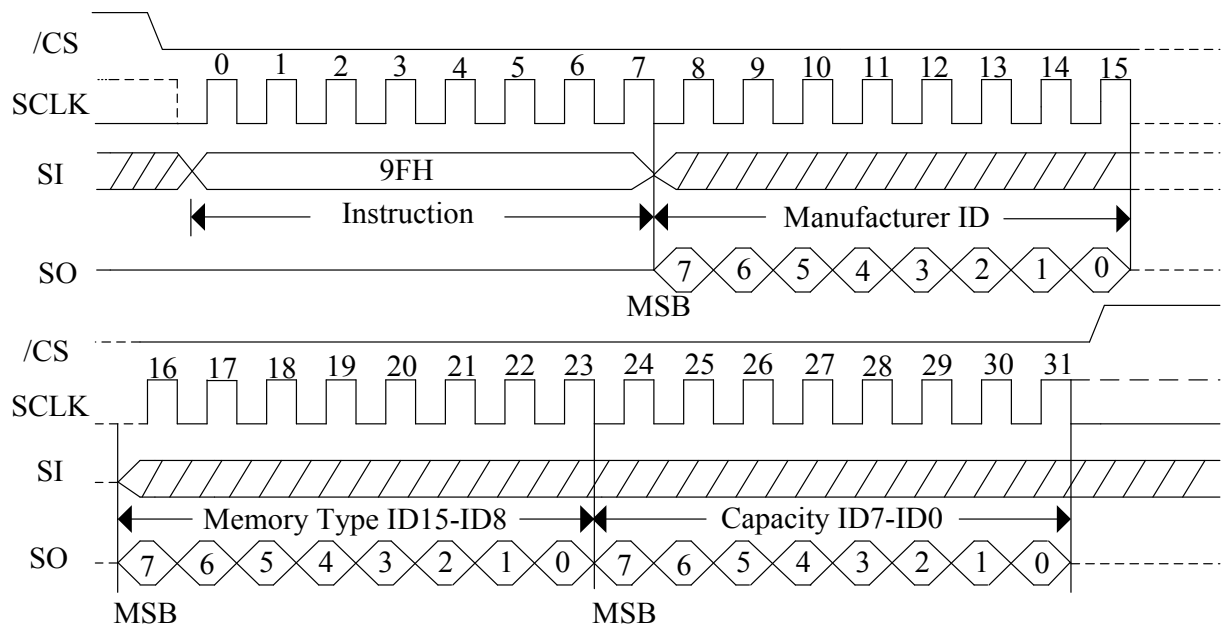 /CS
0 1 2 3 4 5 6 7 8 9 10 11 12 13 14 15
SCLK
SI 9FH
Instruction Manufacturer ID
SO 7 6 5 4 3 2 1 0
MSB
/CS
16 17 18 19 20 21 22 23 24 25 26 27 28 29 30 31
SCLK
SI
Memory Type ID15-ID8 Capacity ID7-ID0
SO 7 6 5 4 3 2 1 0 7 6 5 4 3 2 1 0
MSB MSB